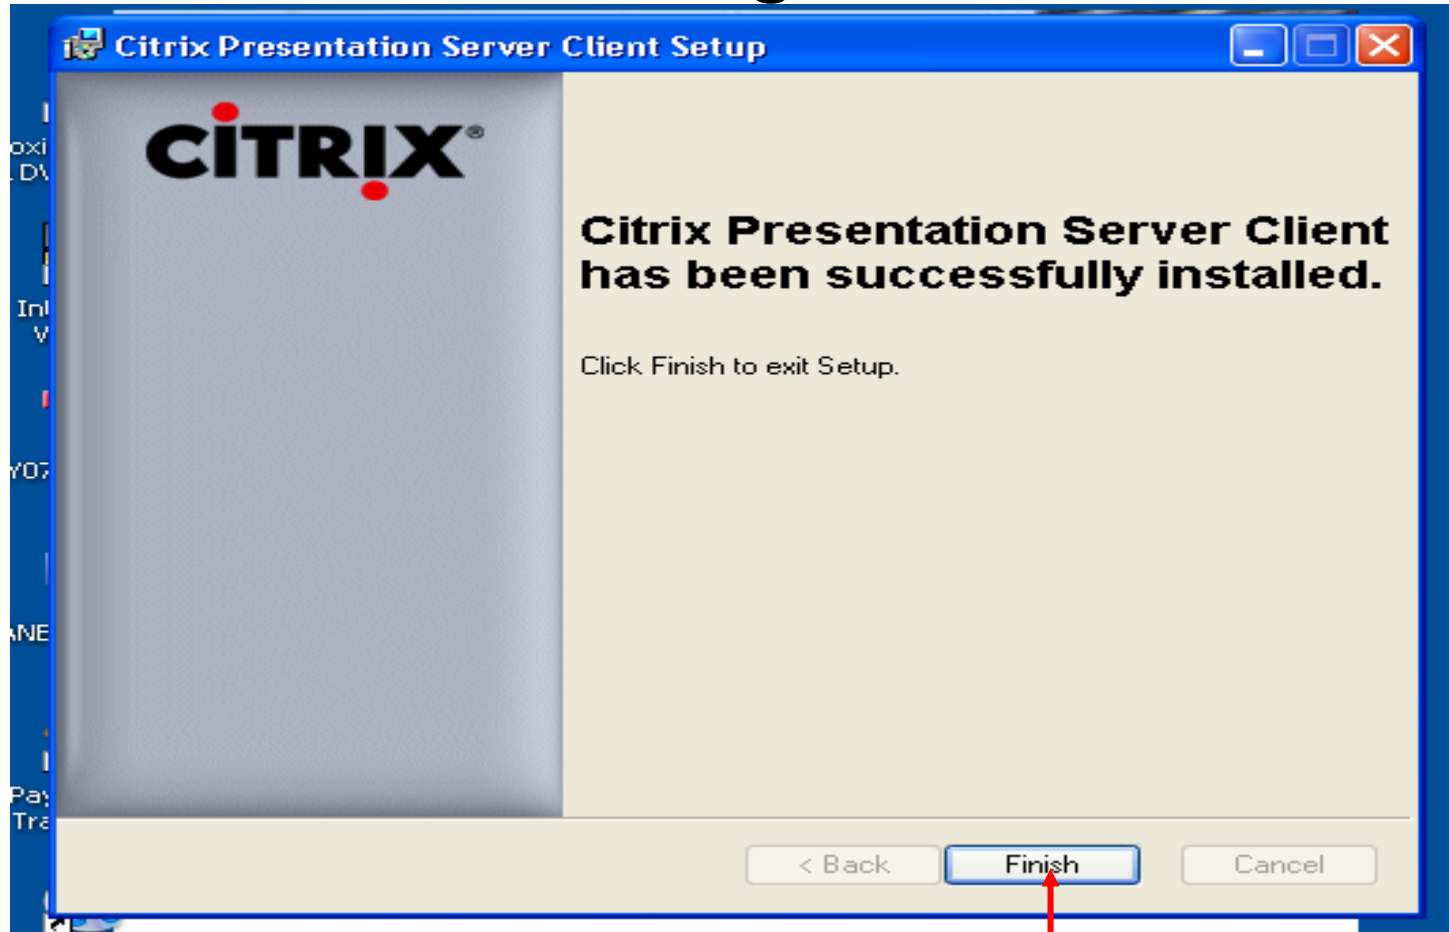 Citrix Presentation Server Client Setup
CiTRIX®
Citrix Presentation Server Client
has been successfully installed.
Click Finish to exit Setup.
< Back
Finish
Cancel